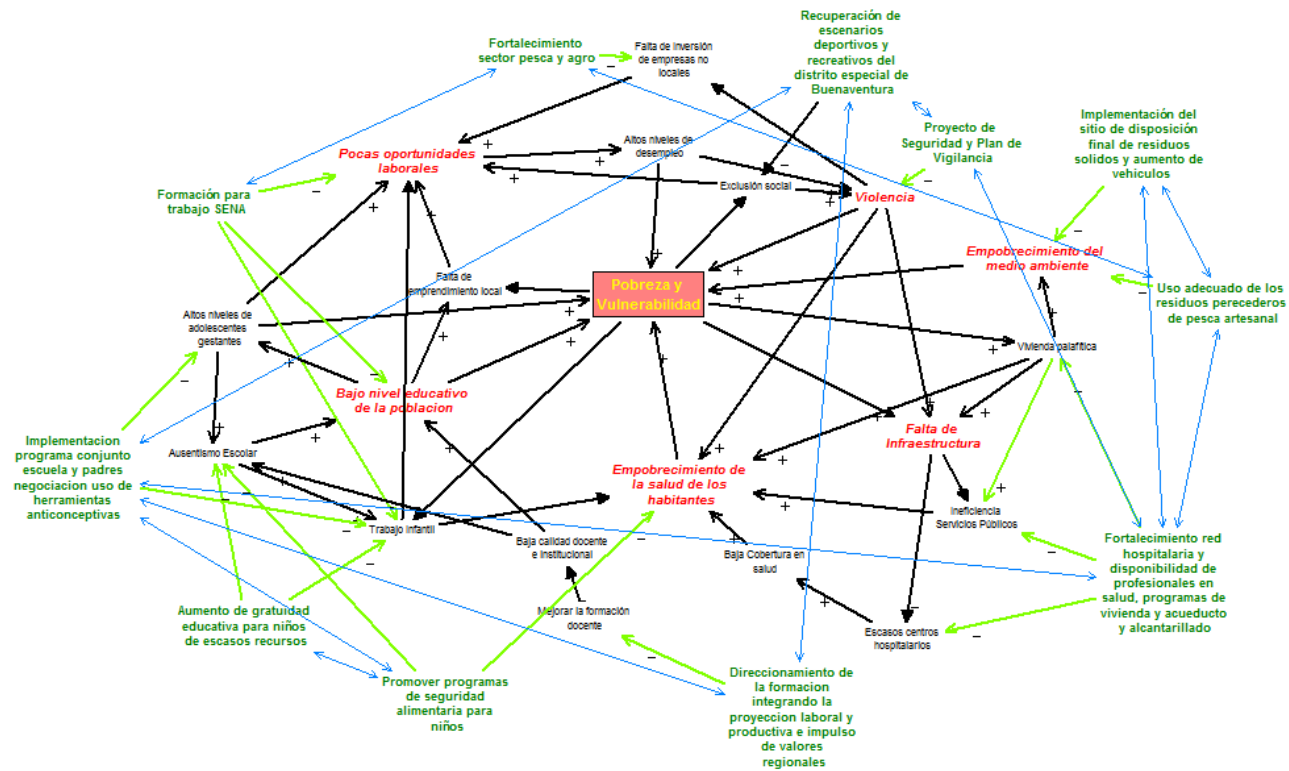 Recuperación de
escenarios
deportivos y
recreativos del
distrito especial de
Buenaventura
Fortalecimiento
sector pesca y agro
Falta de inversión
de empresas no
locales
Implementación del
sitio de disposición
final de residuos
solidos y aumento de
vehiculos
Proyecto de
Seguridad y Plan de
Vigilancia
Altos niveles de
desempleo
Pocas oportunidades
laborales
Exclusión social
Formación para
trabajo SENA
Violencia
Empobrecimiento del
medio ambiente
Falta de
emprendimiento local
Pobreza y
Vulnerabilidad
Uso adecuado de los
residuos perecederos
de pesca artesanal
Altos niveles de
adolescentes
gestantes
Vivienda palafítica
Bajo nivel educativo
de la poblacion
Falta de
Infraestructura
Implementacion
programa conjunto
escuela y padres
negociacion uso de
herramientas
anticonceptivas
Ausentismo Escolar
Empobrecimiento de
la salud de los
habitantes
Ineficiencia
Servicios Públicos
Trabajo infantil
Baja calidad docente
e Institucional
Baja Cobertura en
salud
Fortalecimiento red
hospitalaria y
disponibilidad de
profesionales en
salud, programas de
vivienda y acueducto
y alcantarillado
Aumento de gratuidad
educativa para niños
de escasos recursos
Mejorar la formación
docente
Escasos centros
hospitalarios
Promover programas
de seguridad
alimentaria para
niños
Direccionamiento de
la formacion
integrando la
proyeccion laboral y
productiva e impulso
de valores
regionales